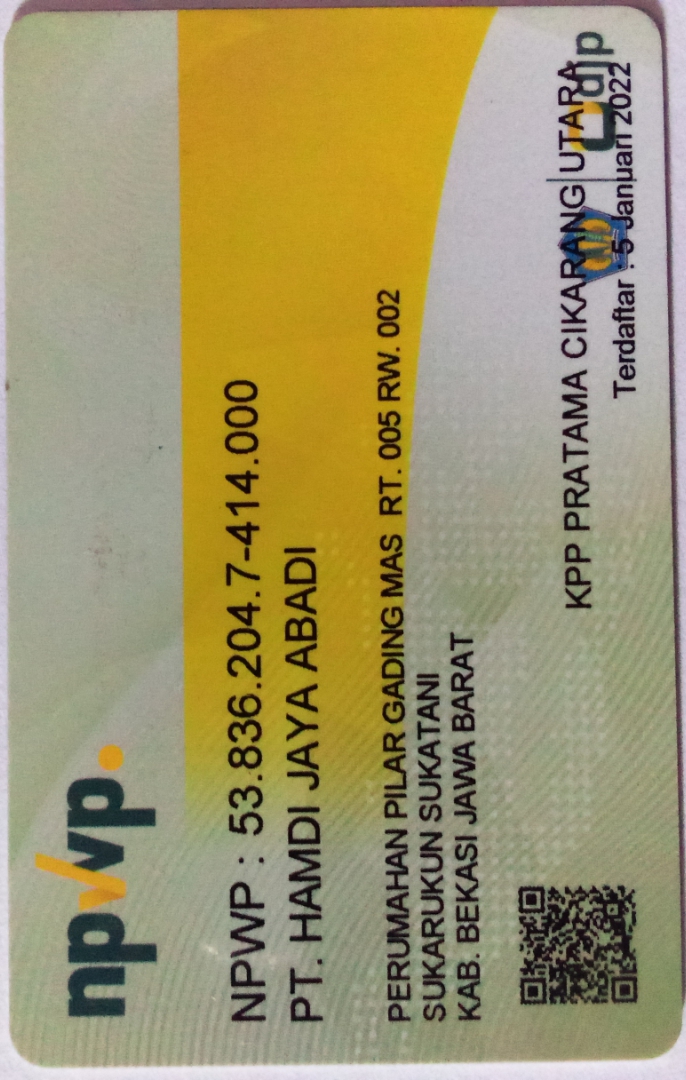 npwp.
NPWP : 53.836.204.7-414.000
PT. HAMDI JAYA ABADI
PERUMAHAN PILAR GADING MAS RT. 005 RW. 002
SUKARUKUN SUKATANI
KAB. BEKASI JAWA BARAT
KPP PRATAMA CIKARANG UTARA
djp
Terdaftar : 5 Januari 2022